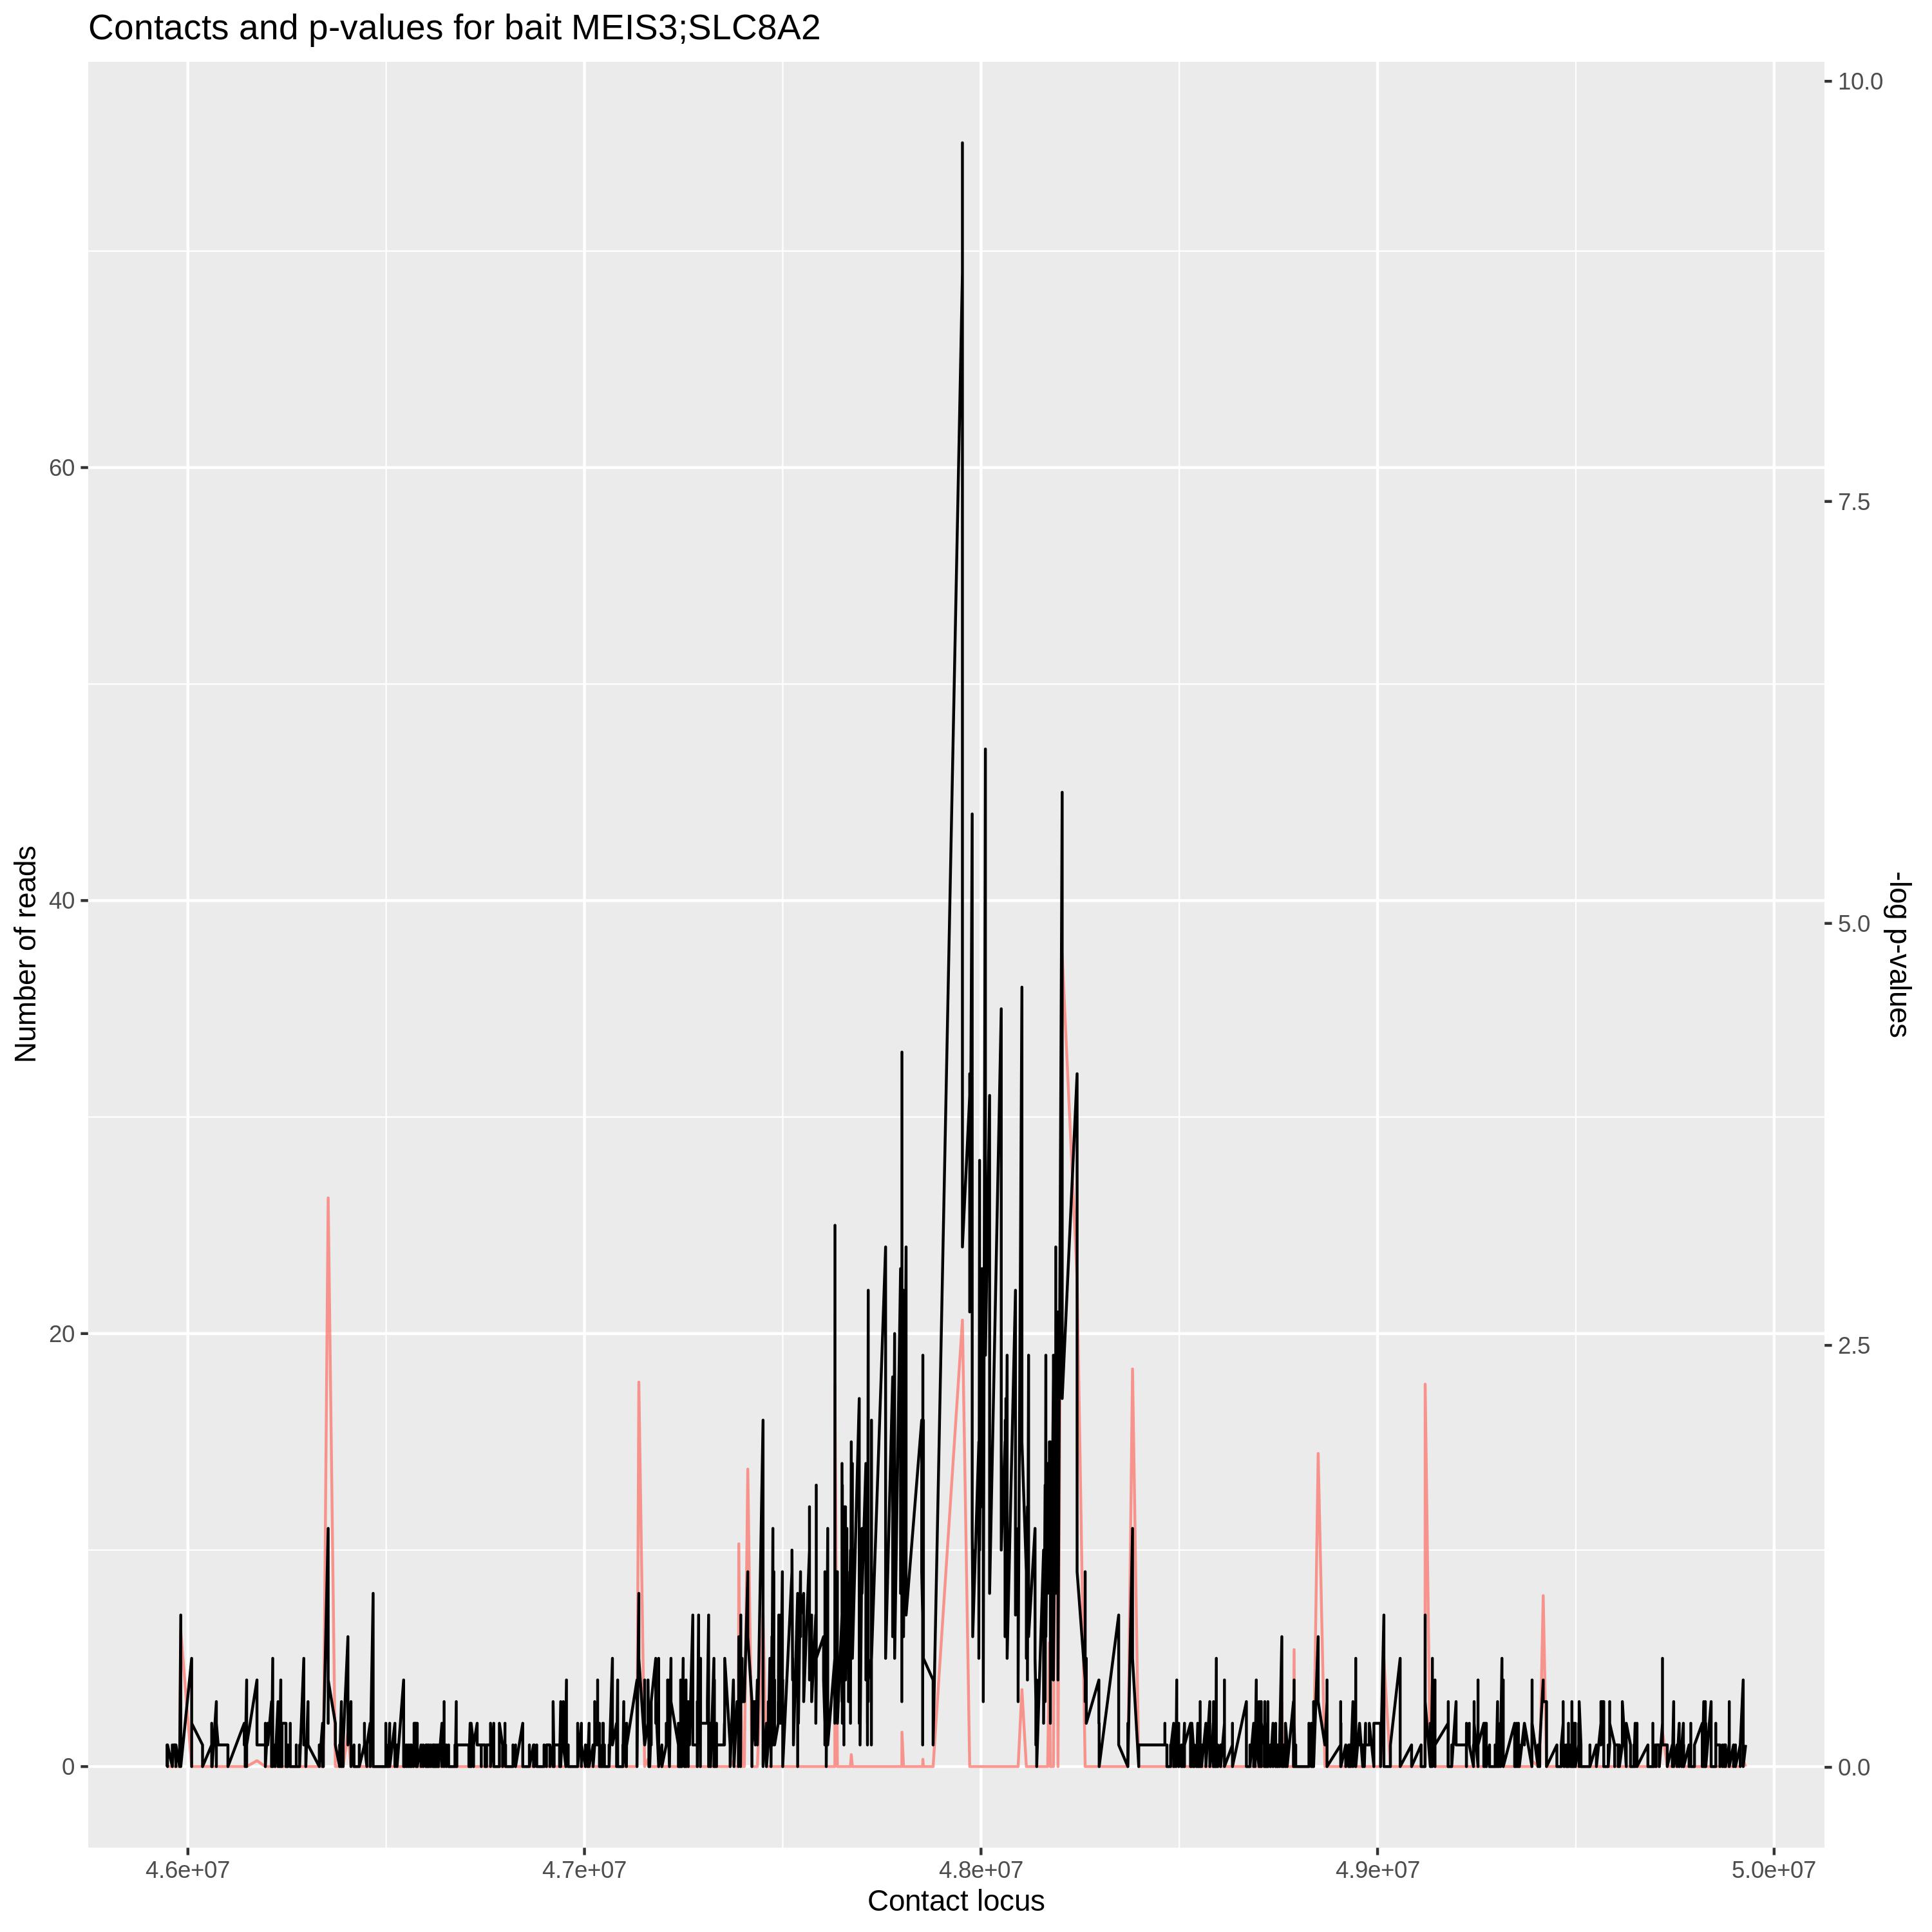 Contacts and p-values for bait MEIS3;SLC8A2
10.0
60
7.5
40
5.0
Number of reads
-log p-values
20
2.5
0
0.0
4.6e+07 4.7e+07 4.8e+07 4.9e+07 5.0e+07
Contact locus